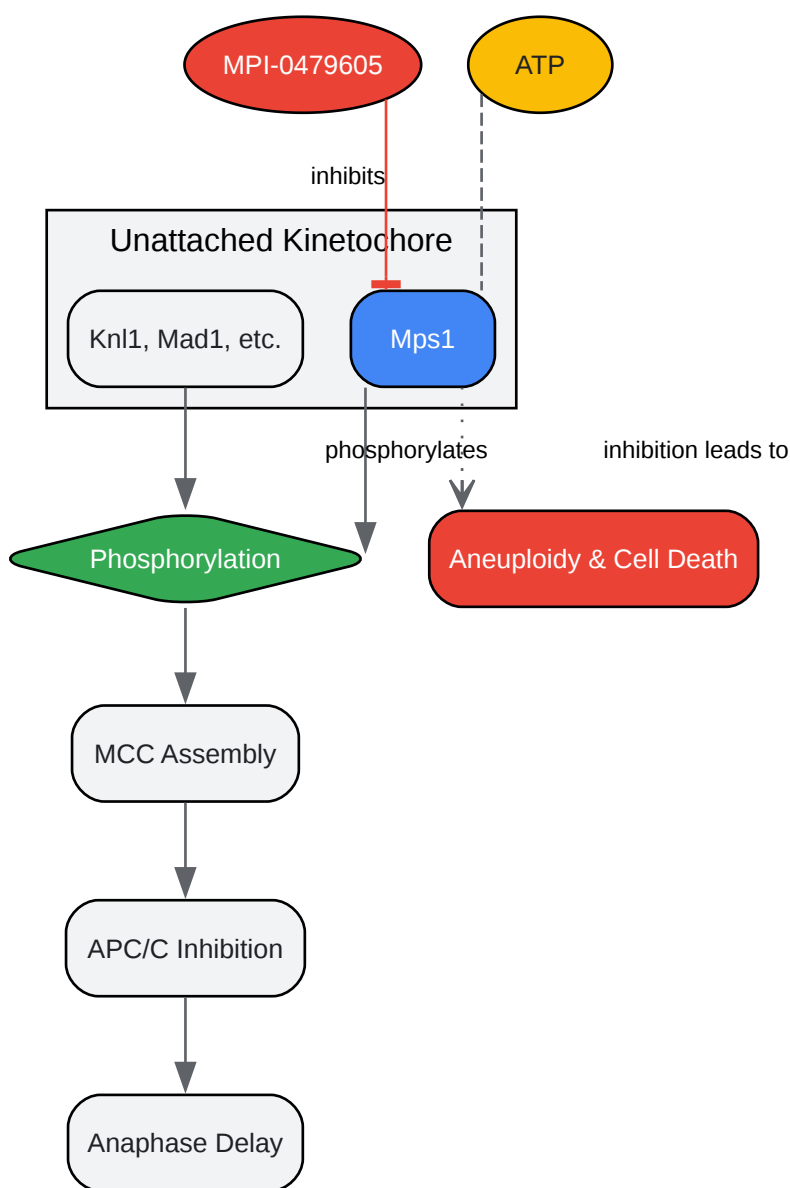 MPI-0479605
ATP
inhibits
Unattached Kinetochore
Knl1, Mad1, etc.
Mps1
phosphorylates
inhibition leads to
Phosphorylation
Aneuploidy & Cell Death
MCC Assembly
APC/C Inhibition
Anaphase Delay